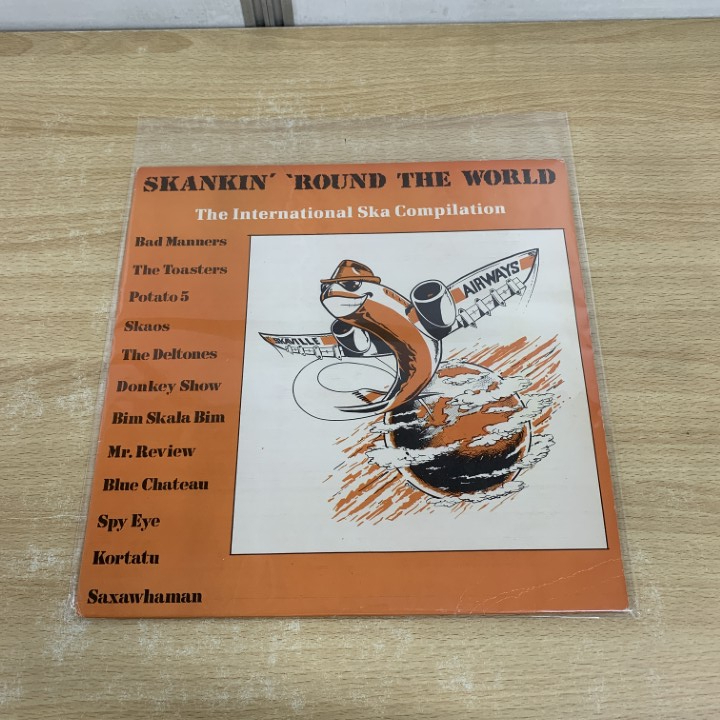 SKANKIN´ `ROUND THE WORLD
The International Ska Compilation
Bad Manners
The Toasters
Potato 5
Skaos
The Deltones
Donkey Show
Bim Skala Bim
Mr. Review
Blue Chateau
Spy Eye
Kortatu
Saxawhaman
SKAVILLE
AIRWAYS